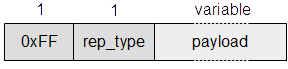 1 1 variable
0xFF rep_type payload